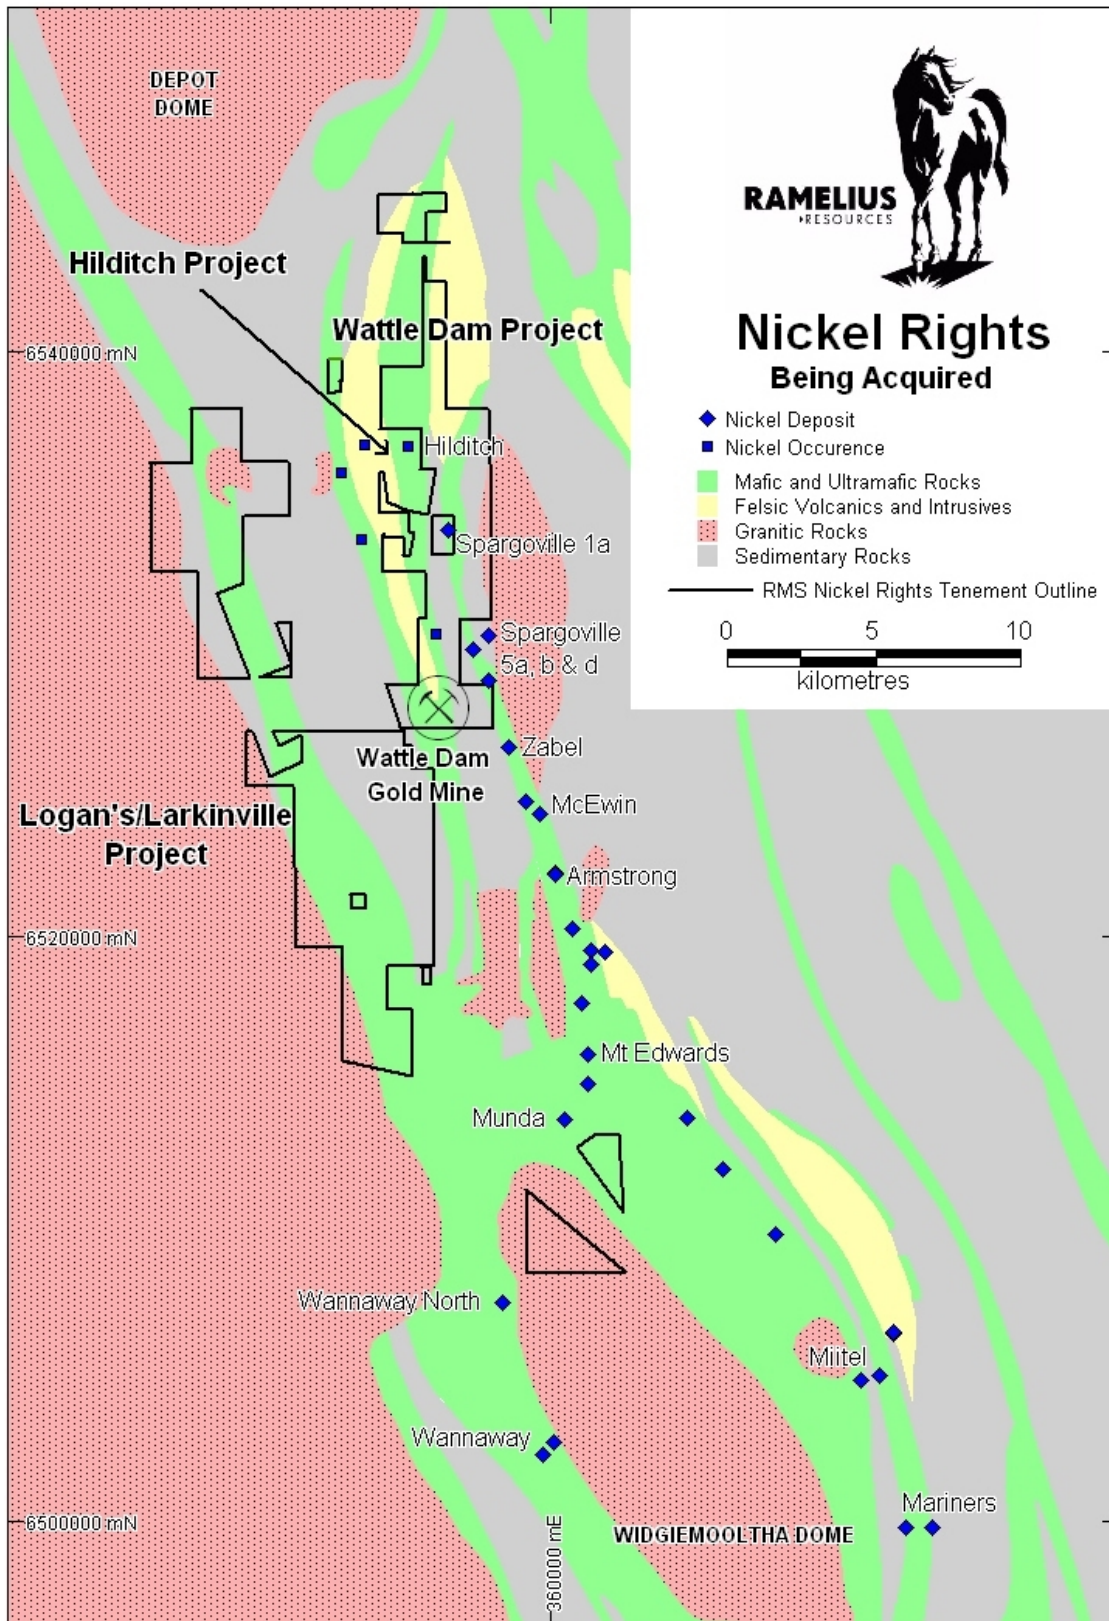 DEPOT
DOME
RAMELIUS
RESOURCES
Hilditch Project
Wattle Dam Project
Nickel Rights
Being Acquired
6540000 mN
Nickel Deposit
Nickel Occurence
Mafic and Ultramafic Rocks
Felsic Volcanics and Intrusives
Granitic Rocks
Sedimentary Rocks
RMS Nickel Rights Tenement Outline
0 5 10
kilometres
Hilditch
Spargoville 1a
Spargoville
5a, b & d
Zabel
Wattle Dam
Gold Mine
McEwin
Logan's/Larkinville
Project
Armstrong
6520000 mN
Mt Edwards
Munda
Wannaway North
Miitel
Wannaway
Mariners
6500000 mN
WIDGIEMOOLTHA DOME
360000 mE